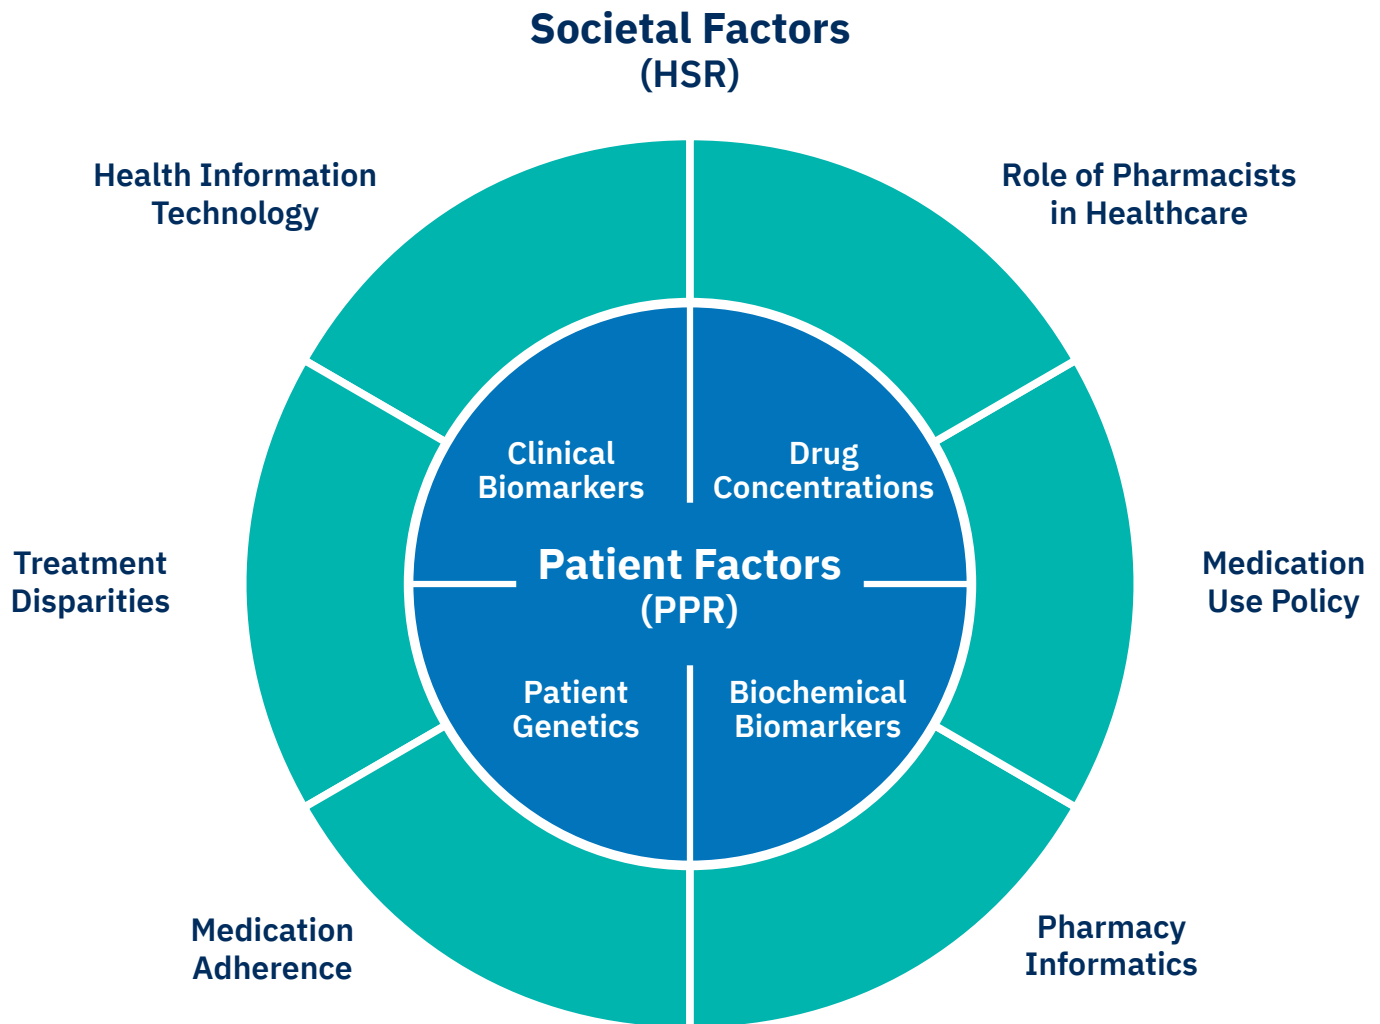 Societal Factors
(HSR)
Health Information
Technology
Role of Pharmacists
in Healthcare
Clinical
Biomarkers
Drug
Concentrations
Treatment
Disparities
Patient Factors
(PPR)
Medication
Use Policy
Patient
Genetics
Biochemical
Biomarkers
Medication
Adherence
Pharmacy
Informatics